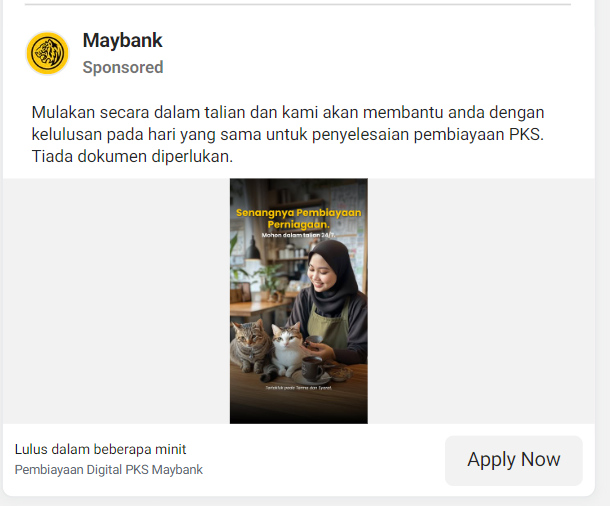 Maybank
Sponsored
Mulakan secara dalam talian dan kami akan membantu anda dengan
kelulusan pada hari yang sama untuk penyelesaian pembiayaan PKS.
Tiada dokumen diperlukan.
Senangnya Pembiayaan
Perniagaan.
Mohon dalam talian 24/7.
Tertakluk pada Terma dan Syarat.
Lulus dalam beberapa minit
Pembiayaan Digital PKS Maybank
Apply Now